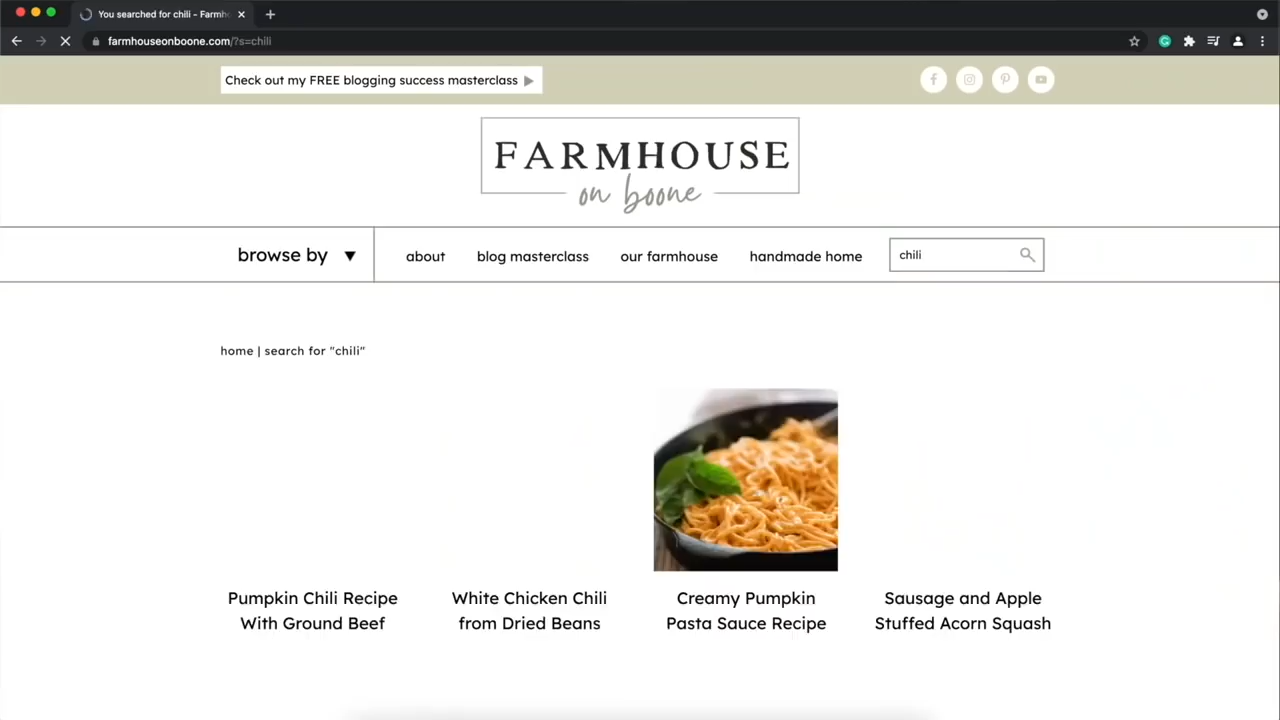 You searched for chili - Farmh
farmhouseonboone.com/?s=chili
Check out my FREE blogging success masterclass
FARMHOUSE
on boone
browse by ▼ about blog masterclass our farmhouse handmade home chili
home | search for "chili"
Pumpkin Chili Recipe
With Ground Beef
White Chicken Chili
from Dried Beans
Creamy Pumpkin
Pasta Sauce Recipe
Sausage and Apple
Stuffed Acorn Squash